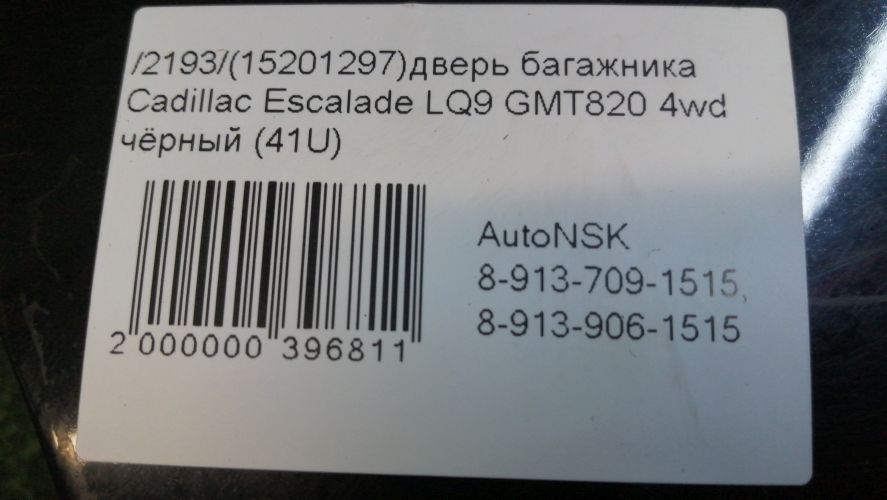 /2193/(15201297)дверь багажника
Cadillac Escalade LQ9 GMT820 4wd
чёрный (41U)
AutoNSK
8-913-709-1515,
8-913-906-1515
2 000000 396811